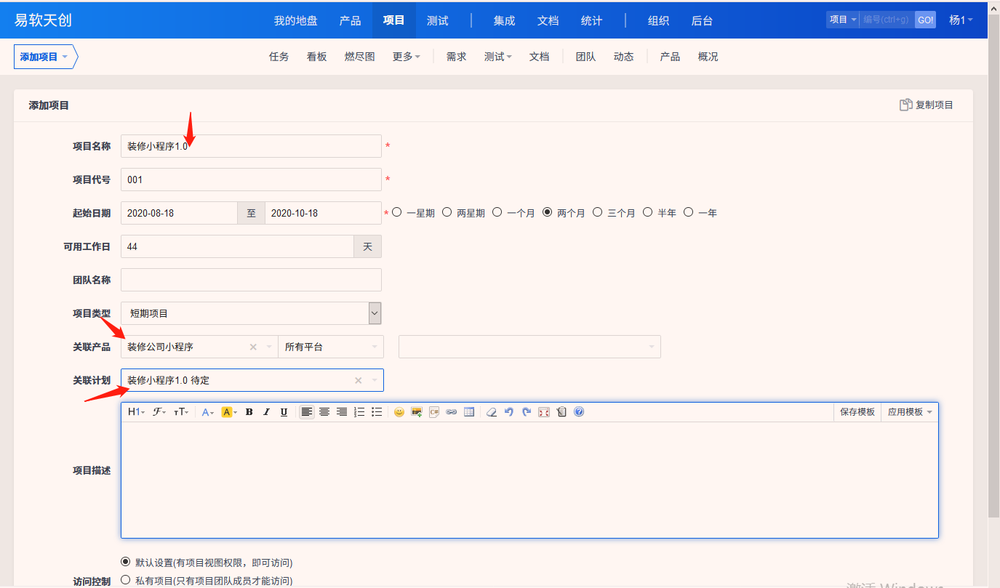 易软天创 我的地盘 产品 项目 测试 集成 文档 统计 组织 后台 项目 编号(ctrl+g) GO! 杨1
添加项目 任务 看板 燃尽图 更多 需求 测试 文档 团队 动态 产品 概况
添加项目 复制项目
项目名称 装修小程序1.0 *
项目代号 001 *
起始日期 2020-08-18 至 2020-10-18 * 一星期 两星期 一个月 两个月 三个月 半年 一年
可用工作日 44 天
团队名称
项目类型 短期项目
关联产品 装修公司小程序 所有平台
关联计划 装修小程序1.0 待定
H1 F тT A A B I U C# 保存模板 应用模板
项目描述
默认设置(有项目视图权限，即可访问)
访问控制 私有项目(只有项目团队成员才能访问)
激活 Windows